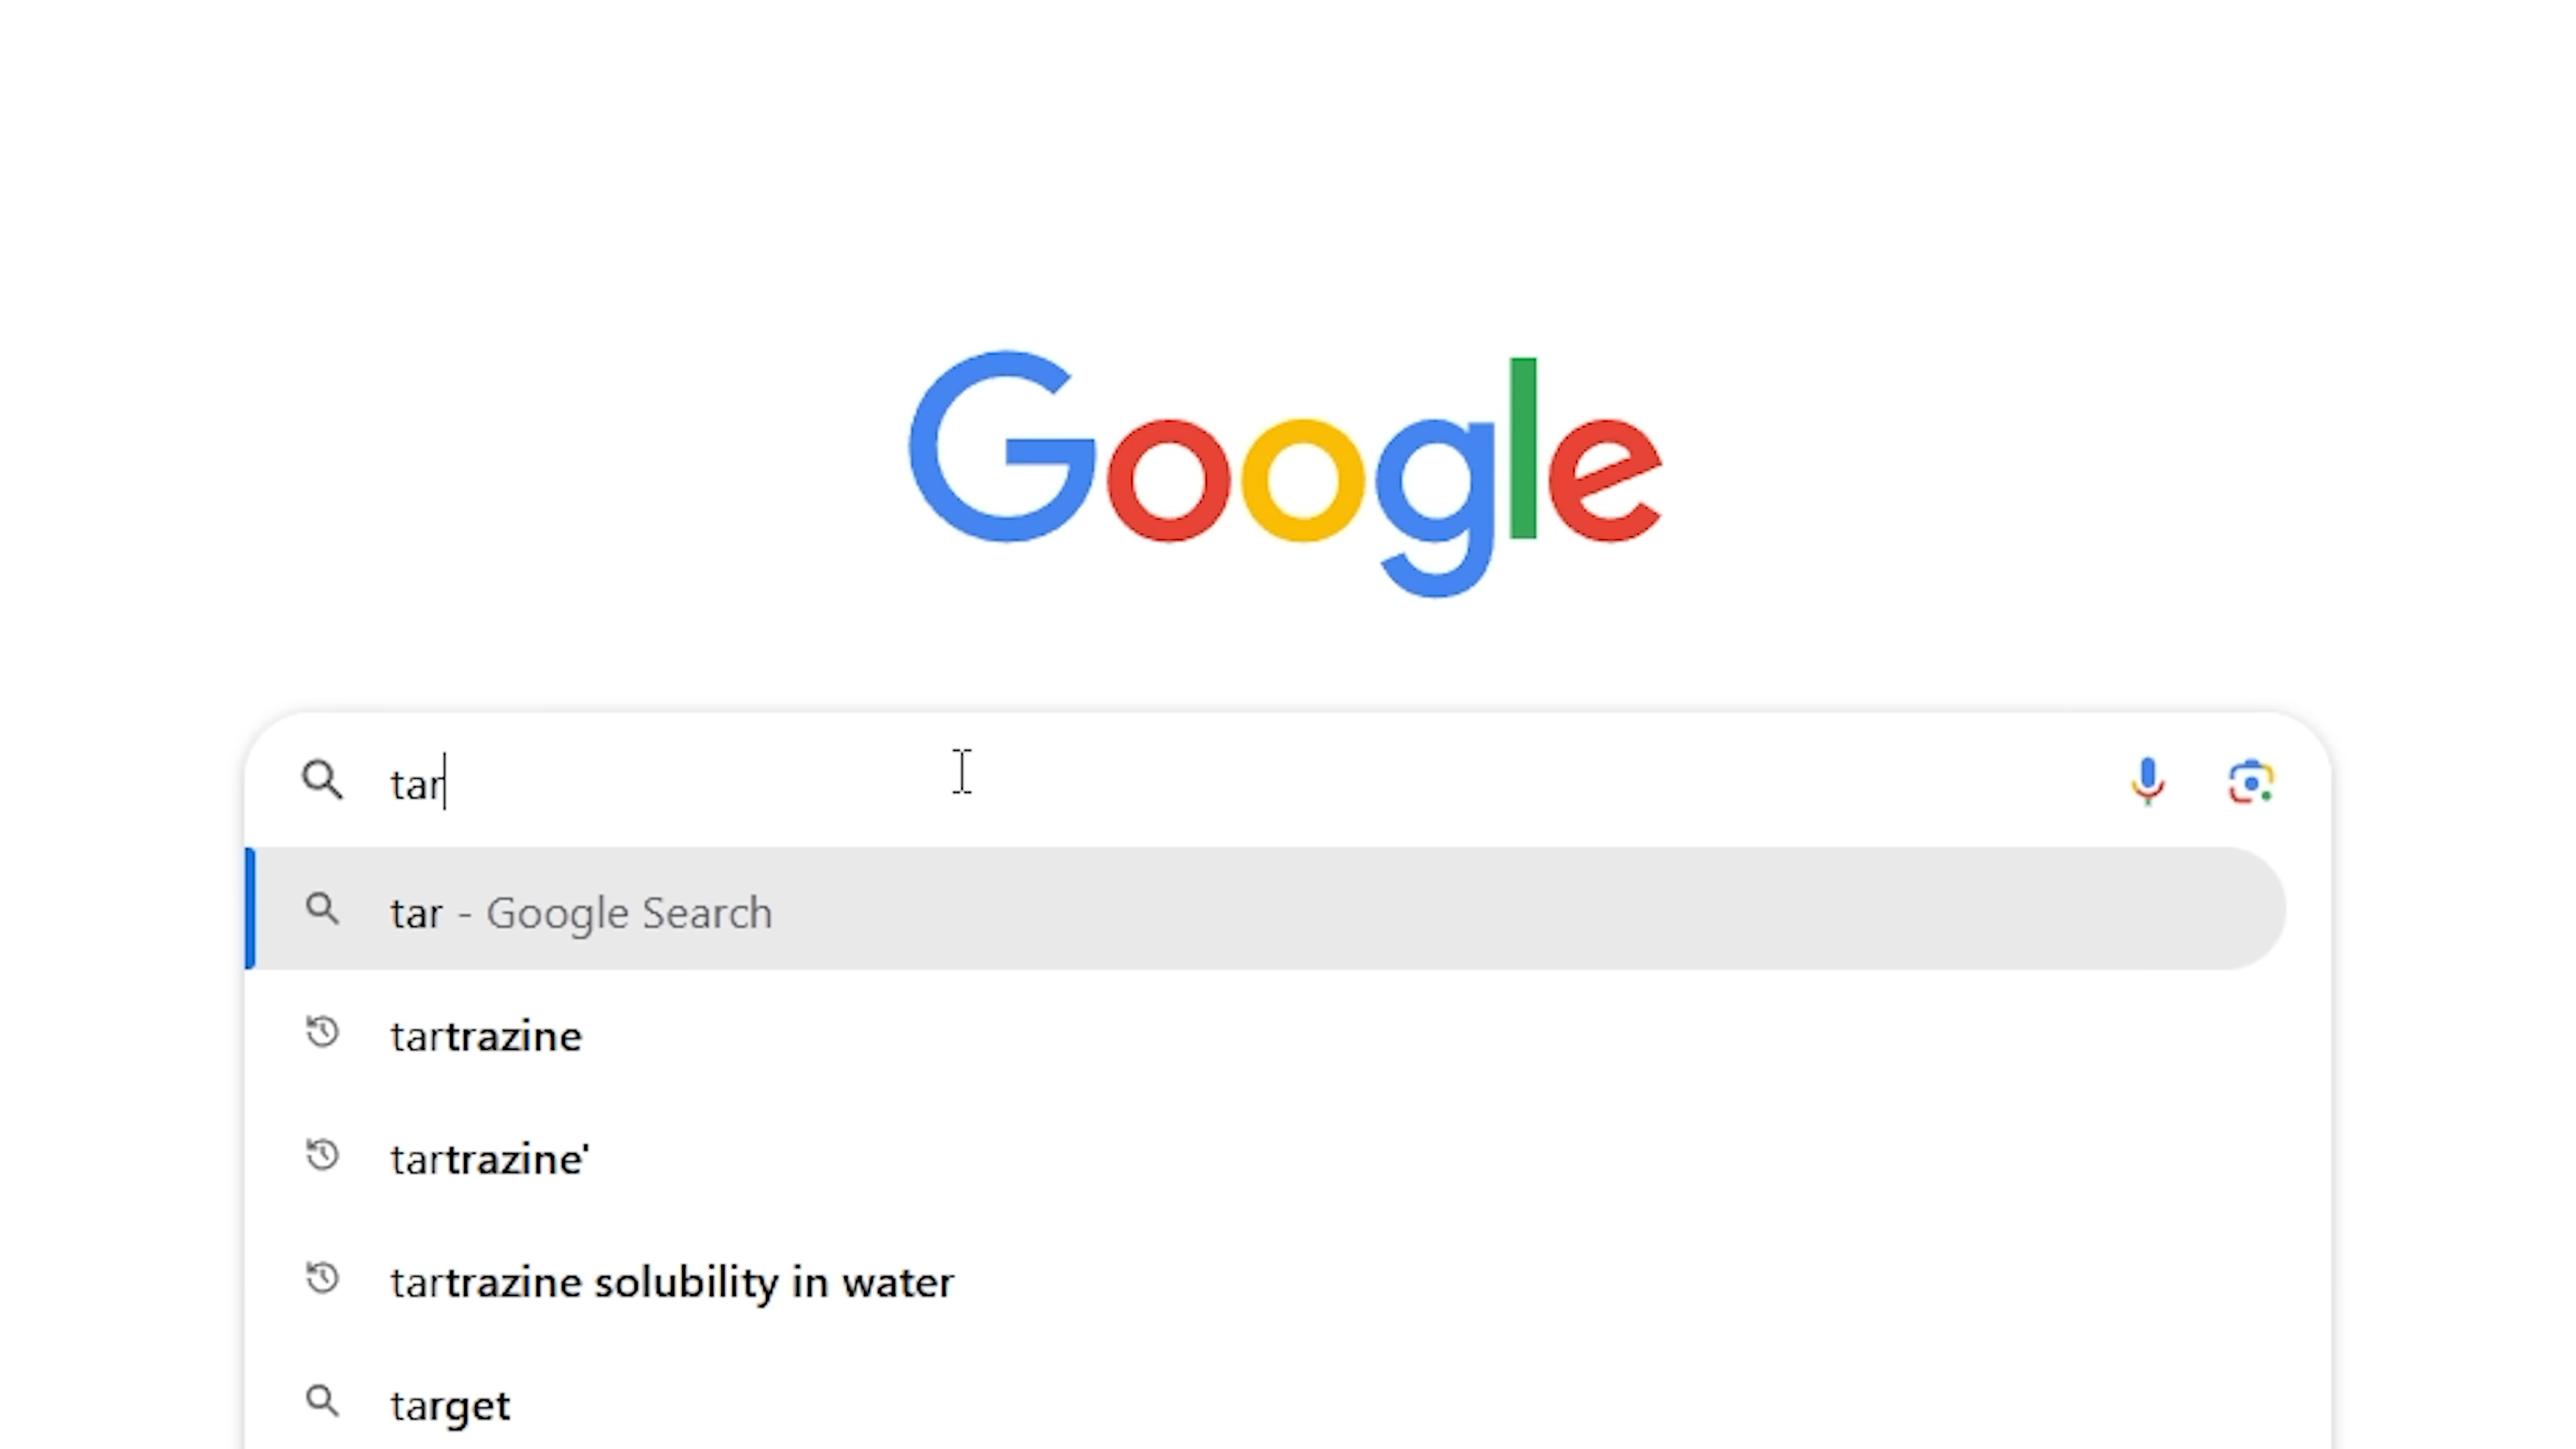 Google
tar
tar - Google Search
tartrazine
tartrazine'
tartrazine solubility in water
target